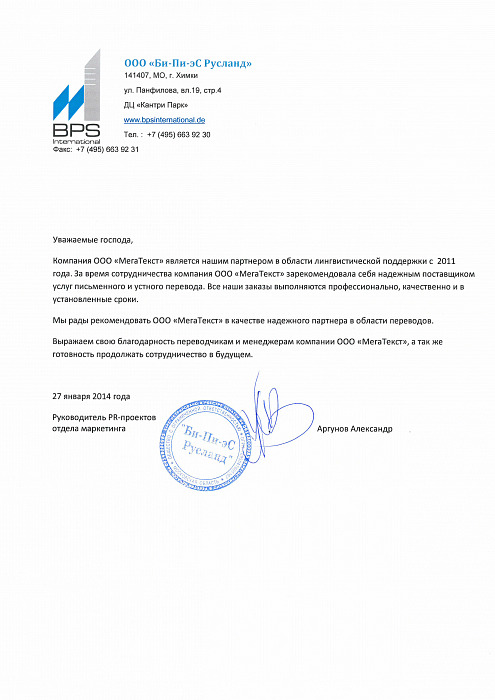 ООО «Би-Пи-эС Русланд»
141407, МО, г. Химки
ул. Панфилова, вл.19, стр.4
ДЦ «Кантри Парк»
www.bpsinternational.de
Тел. : +7 (495) 663 92 30
BPS
International
Факс: +7 (495) 663 92 31
Уважаемые господа,
Компания ООО «МегаТекст» является нашим партнером в области лингвистической поддержки с 2011
года. За время сотрудничества компания ООО «МегаТекст» зарекомендовала себя надежным поставщиком
услуг письменного и устного перевода. Все наши заказы выполняются профессионально, качественно и в
установленные сроки.
Мы рады рекомендовать ООО «МегаТекст» в качестве надежного партнера в области переводов.
Выражаем свою благодарность переводчикам и менеджерам компании ООО «МегаТекст», а так же
готовность продолжать сотрудничество в будущем.
27 января 2014 года
Руководитель PR-проектов
отдела маркетинга
"Би-Пи-эС
Русланд"
Аргунов Александр